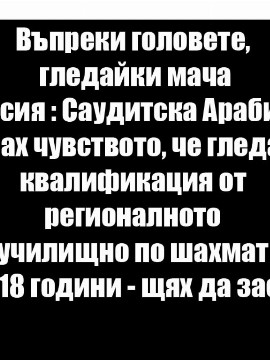 Въпреки головете,
гледайки мача
сия : Саудитска Араби
ах чувството, че гледа
квалификация от
регионалното
училищно по шахмат
18 години - щях да зас